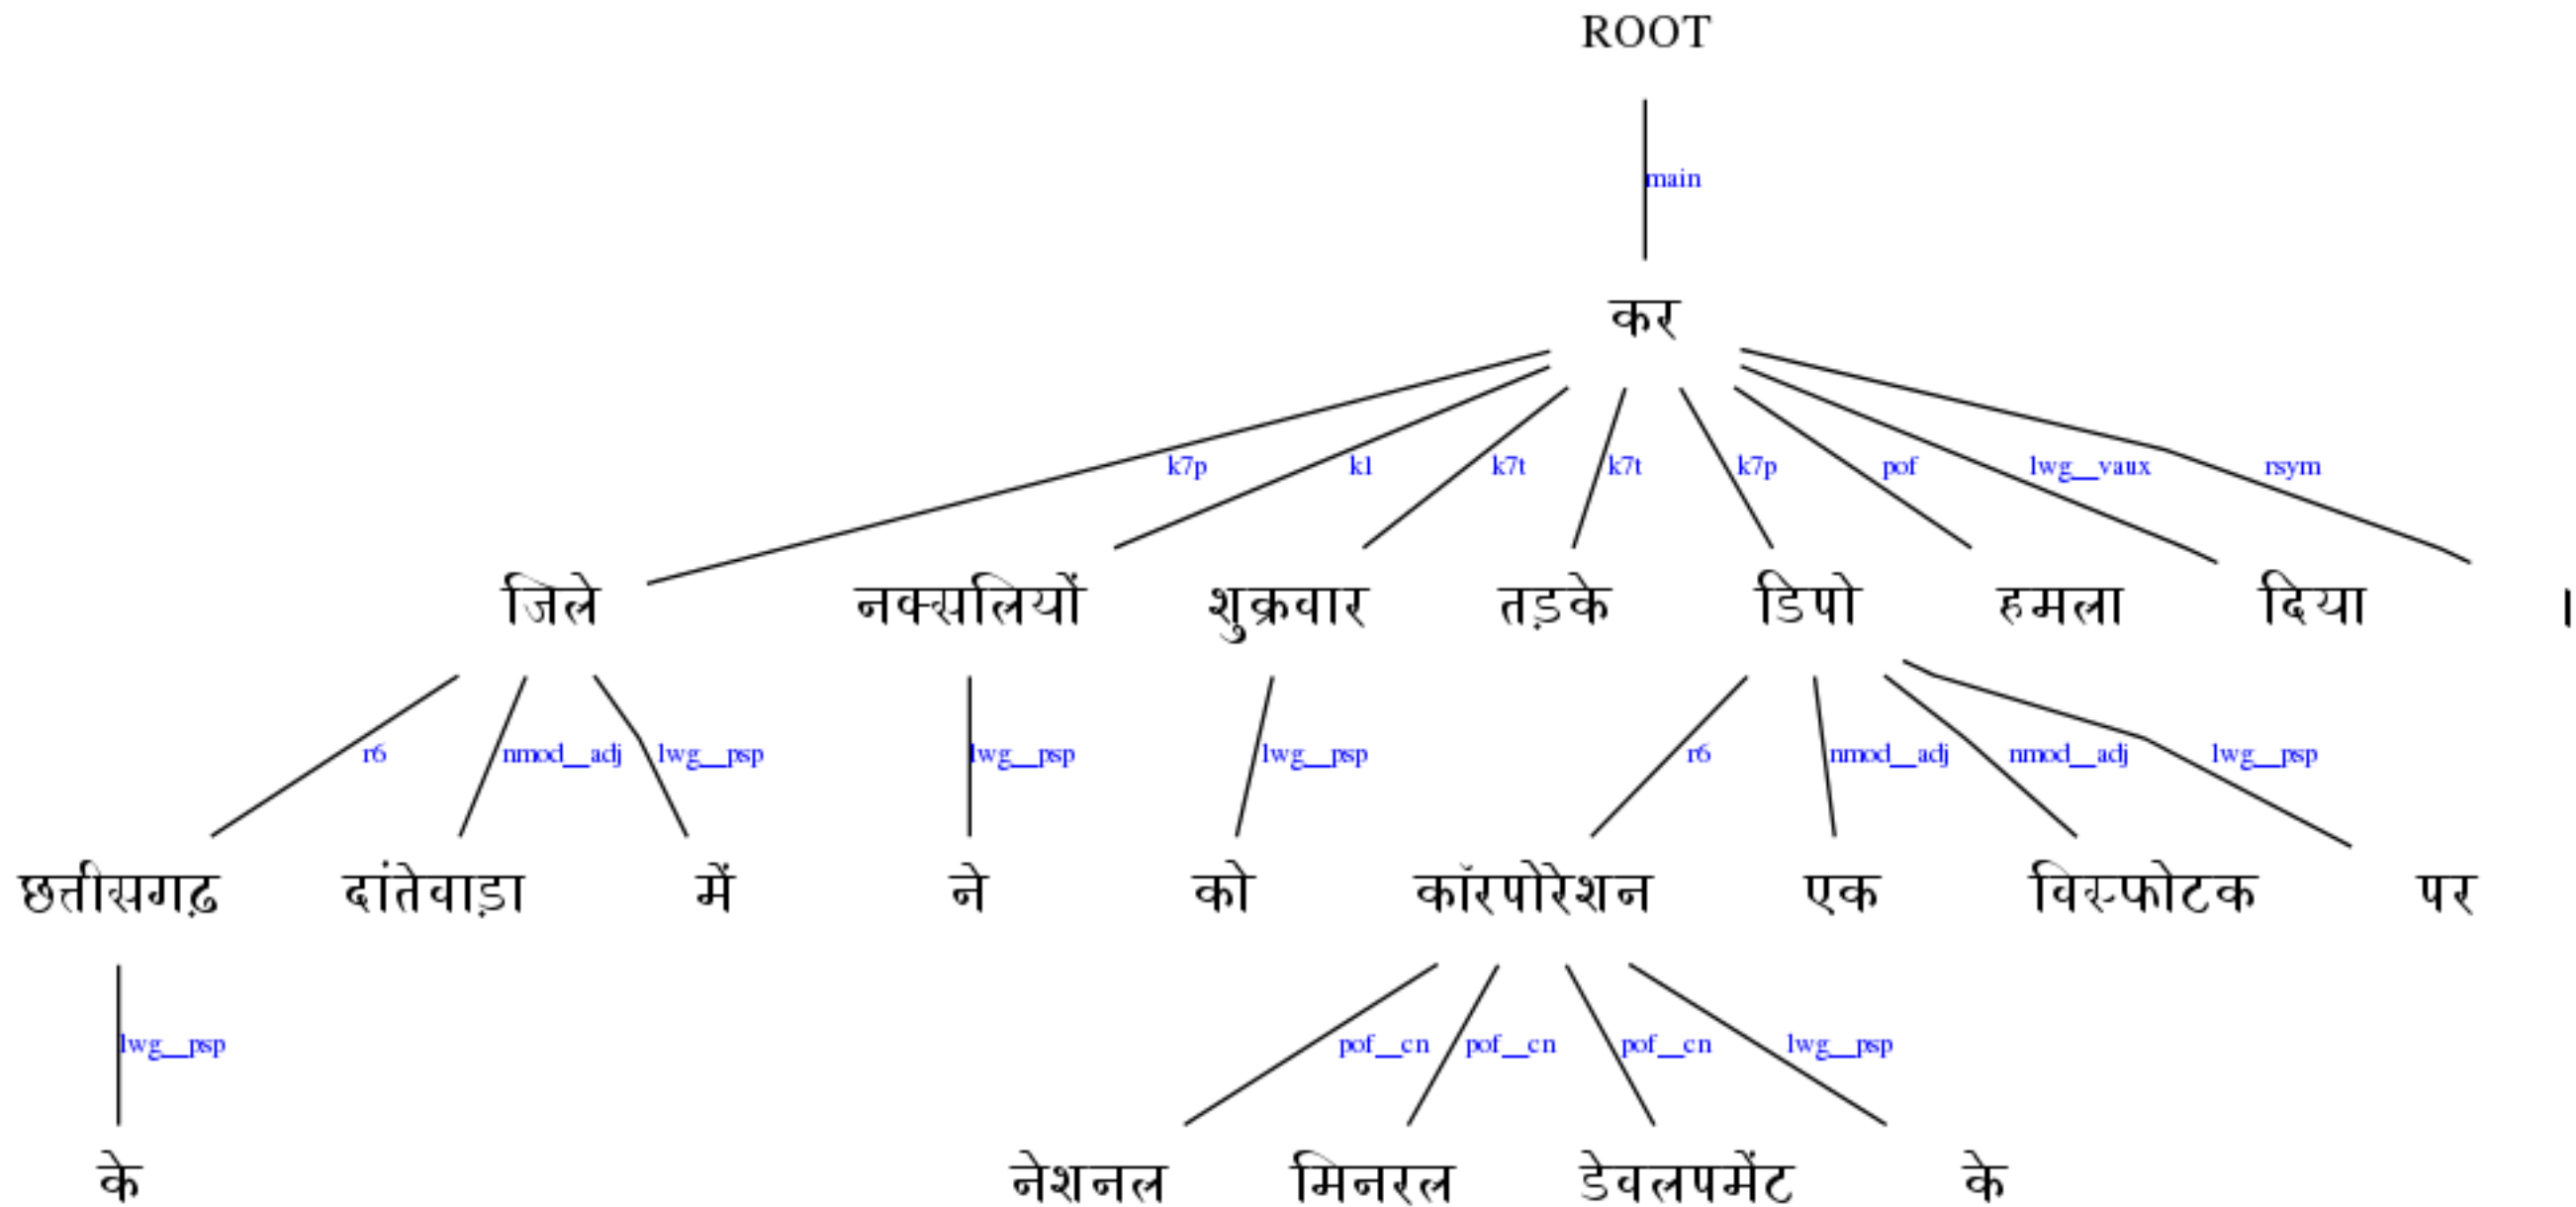 ROOT
main
कर
k7p k1 k7t k7t k7p pof lwg__vaux rsym
जिले नक्सलियों शुक्रवार तड़के डिपो हमला दिया ।
r6 nmod__adj lwg__psp lwg__psp lwg__psp r6 nmod__adj nmod__adj lwg__psp
छत्तीसगढ़ दांतेवाड़ा में ने को कॉरपोरेशन एक विस्फोटक पर
lwg__psp pof__cn pof__cn pof__cn lwg__psp
के नेशनल मिनरल डेवलपमेंट के